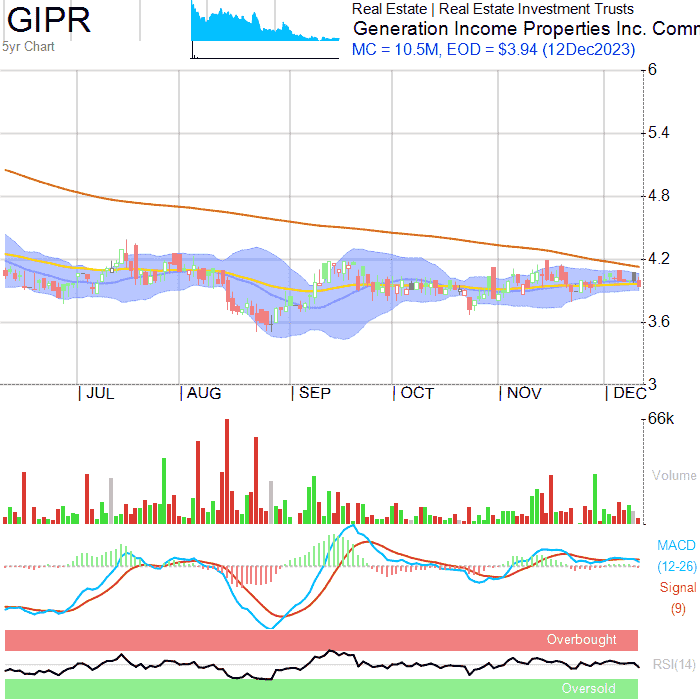 GIPR
5yr Chart
Real Estate | Real Estate Investment Trusts
Generation Income Properties Inc. Comm
MC = 10.5M, EOD = $3.94 (12Dec2023)
6
5.4
4.8
4.2
3.6
3
| JUL | AUG | SEP | OCT | NOV | DEC
66k
Volume
MACD
(12-26)
Signal
(9)
Overbought
RSI(14)
Oversold